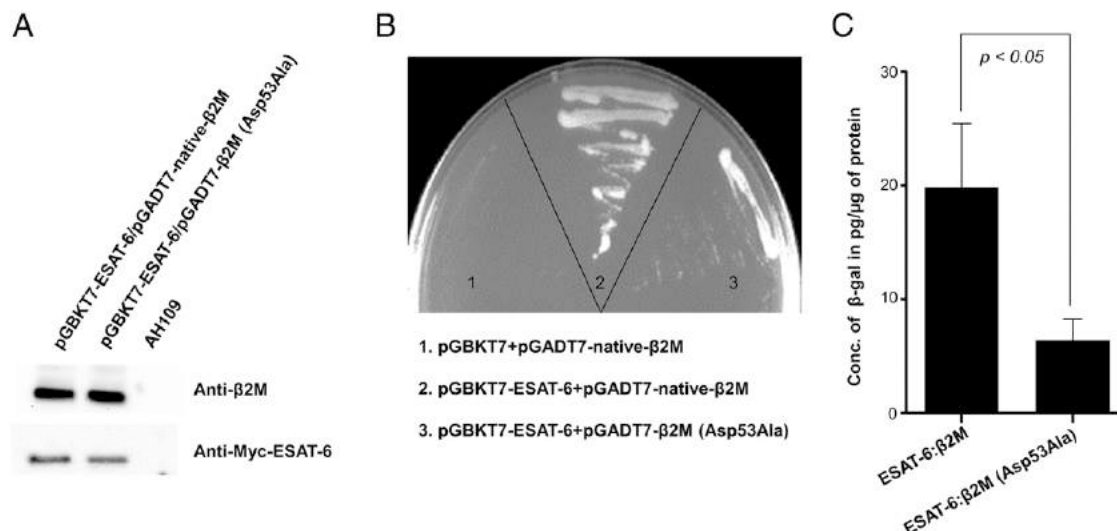 A
pGBKT7-ESAT-6/pGADT7-native-β2M
pGBKT7-ESAT-6/pGADT7-β2M (Asp53Ala)
AH109
Anti-β2M
Anti-Myc-ESAT-6
B
1
2
3
1. pGBKT7+pGADT7-native-β2M
2. pGBKT7-ESAT-6+pGADT7-native-β2M
3. pGBKT7-ESAT-6+pGADT7-β2M (Asp53Ala)
C
p < 0.05
Conc. of β-gal in pg/µg of protein
30
20
10
0
ESAT-6:β2M
ESAT-6:β2M (Asp53Ala)